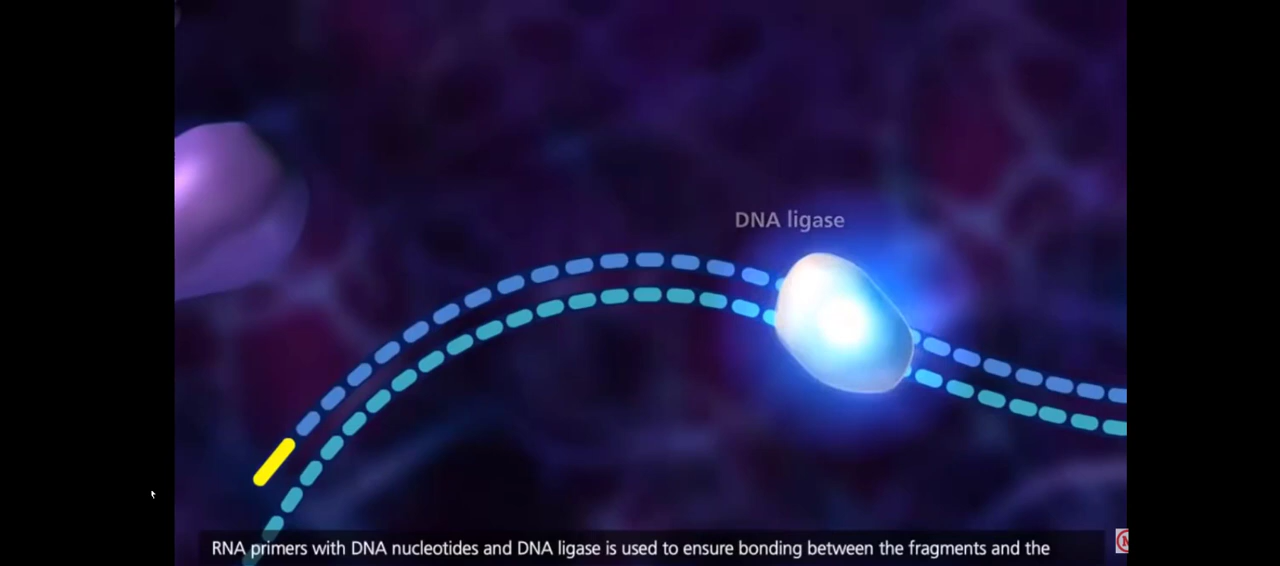 DNA ligase
RNA primers with DNA nucleotides and DNA ligase is used to ensure bonding between the fragments and the